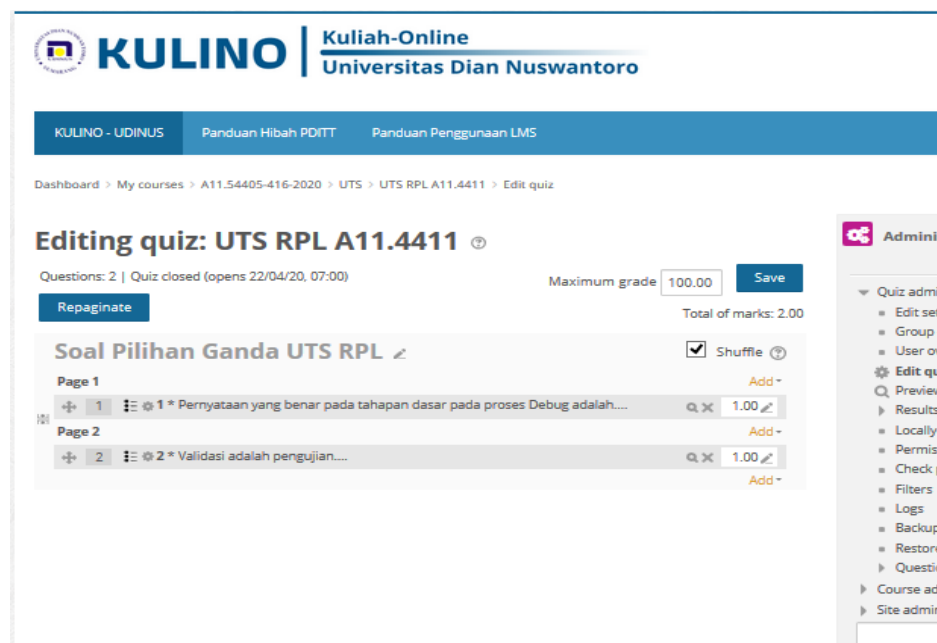 KULINO
Kuliah-Online
Universitas Dian Nuswantoro
KULINO - UDINUS Panduan Hibah PDITT Panduan Penggunaan LMS
Dashboard > My courses > A11.54405-416-2020 > UTS > UTS RPL A11.4411 > Edit quiz
Editing quiz: UTS RPL A11.4411
Questions: 2 | Quiz closed (opens 22/04/20, 07:00)
Maximum grade 100.00 Save
Repaginate
Total of marks: 2.00
Soal Pilihan Ganda UTS RPL
Shuffle
Page 1 Add
1 1 * Pernyataan yang benar pada tahapan dasar pada proses Debug adalah.... 1.00
Page 2 Add
2 2 * Validasi adalah pengujian.... 1.00
Add
Admini
Quiz admi
Edit se
Group
User o
Edit qu
Preview
Results
Locally
Permis
Check
Filters
Logs
Backup
Restor
Questi
Course ad
Site admi